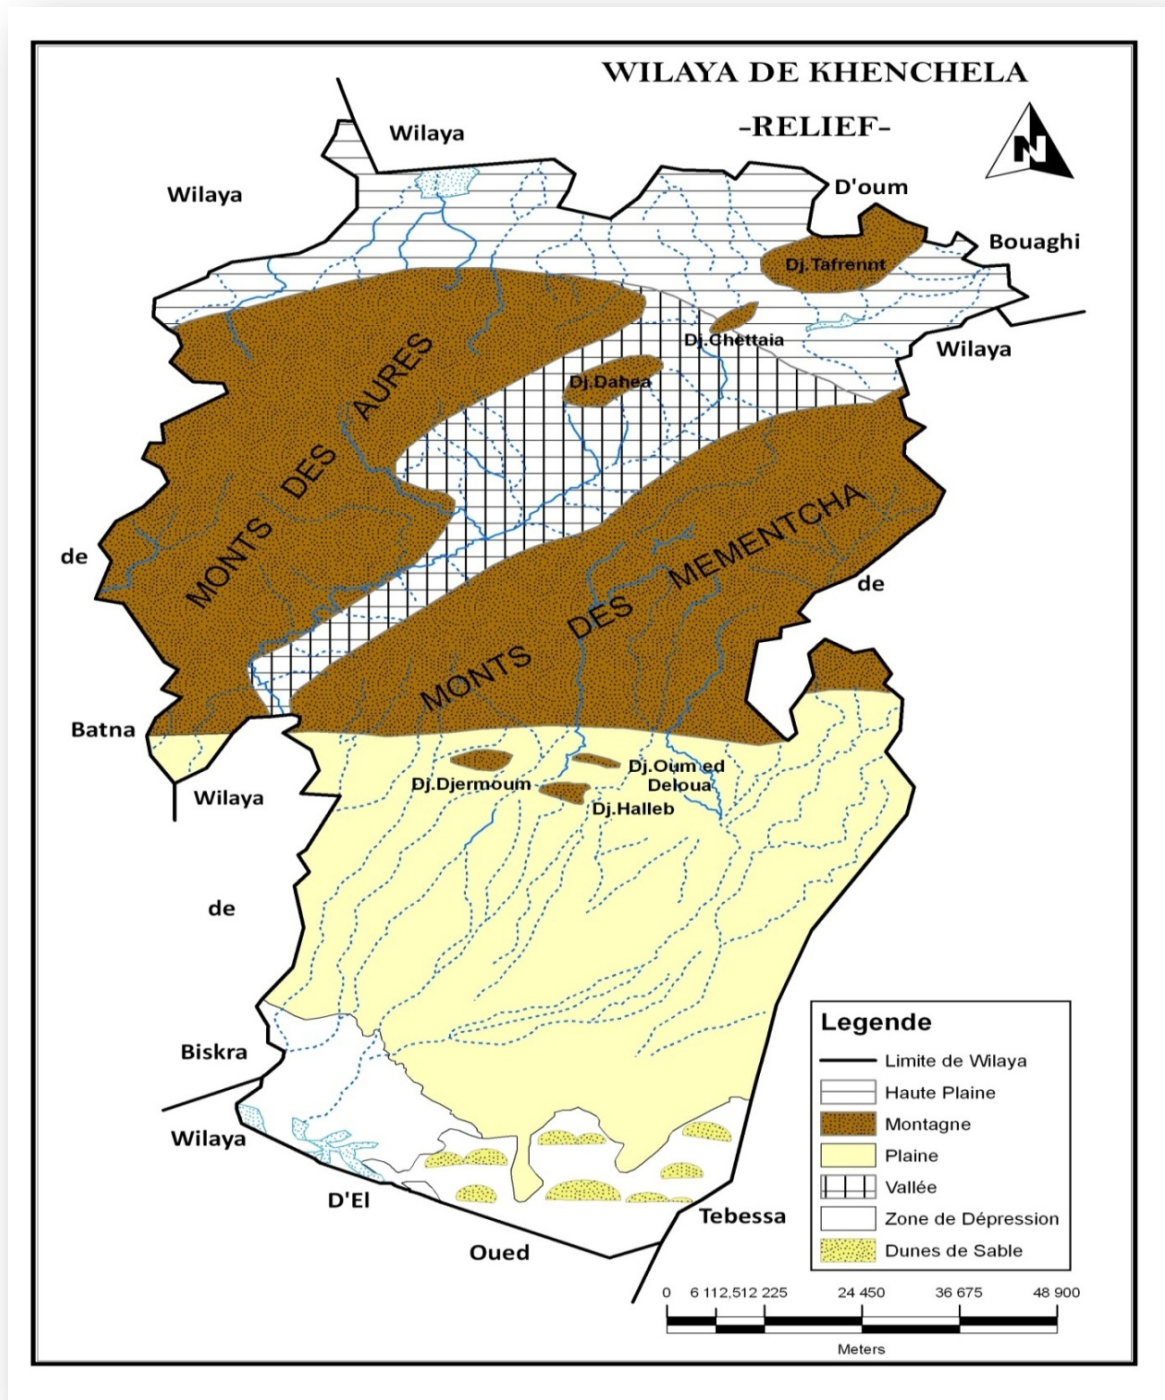 WILAYA DE KHENCHELA
-RELIEF-
N
Wilaya
Wilaya
D'oum
Bouaghi
Dj.Tafrennt
Dj.Chettaia
Wilaya
Dj.Dahea
MONTS DES AURES
MONTS DES MEMENTCHA
de
de
Batna
Wilaya
Dj.Djermoum
Dj.Oum ed
Deloua
Dj.Halleb
de
Biskra
Wilaya
D'El
Oued
Tebessa
Legende
Limite de Wilaya
Haute Plaine
Montagne
Plaine
Vallée
Zone de Dépression
Dunes de Sable
0 6 112,512 225 24 450 36 675 48 900
Meters